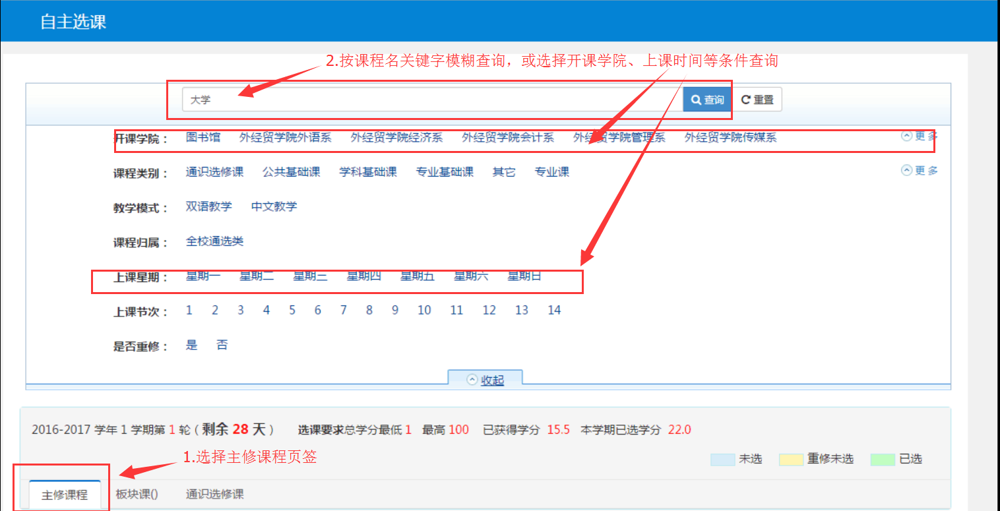 自主选课
2.按课程名关键字模糊查询，或选择开课学院、上课时间等条件查询
大学 查询 重置
开课学院： 图书馆 外经贸学院外语系 外经贸学院经济系 外经贸学院会计系 外经贸学院管理系 外经贸学院传媒系 更多
课程类别： 通识选修课 公共基础课 学科基础课 专业基础课 其它 专业课 更多
教学模式： 双语教学 中文教学
课程归属： 全校通选类
上课星期： 星期一 星期二 星期三 星期四 星期五 星期六 星期日
上课节次： 1 2 3 4 5 6 7 8 9 10 11 12 13 14
是否重修： 是 否
收起
2016-2017 学年 1 学期第 1 轮 ( 剩余 28 天 ) 选课要求总学分最低 1 最高 100 已获得学分 15.5 本学期已选学分 22.0
1.选择主修课程页签
未选 重修未选 已选
主修课程 板块课() 通识选修课